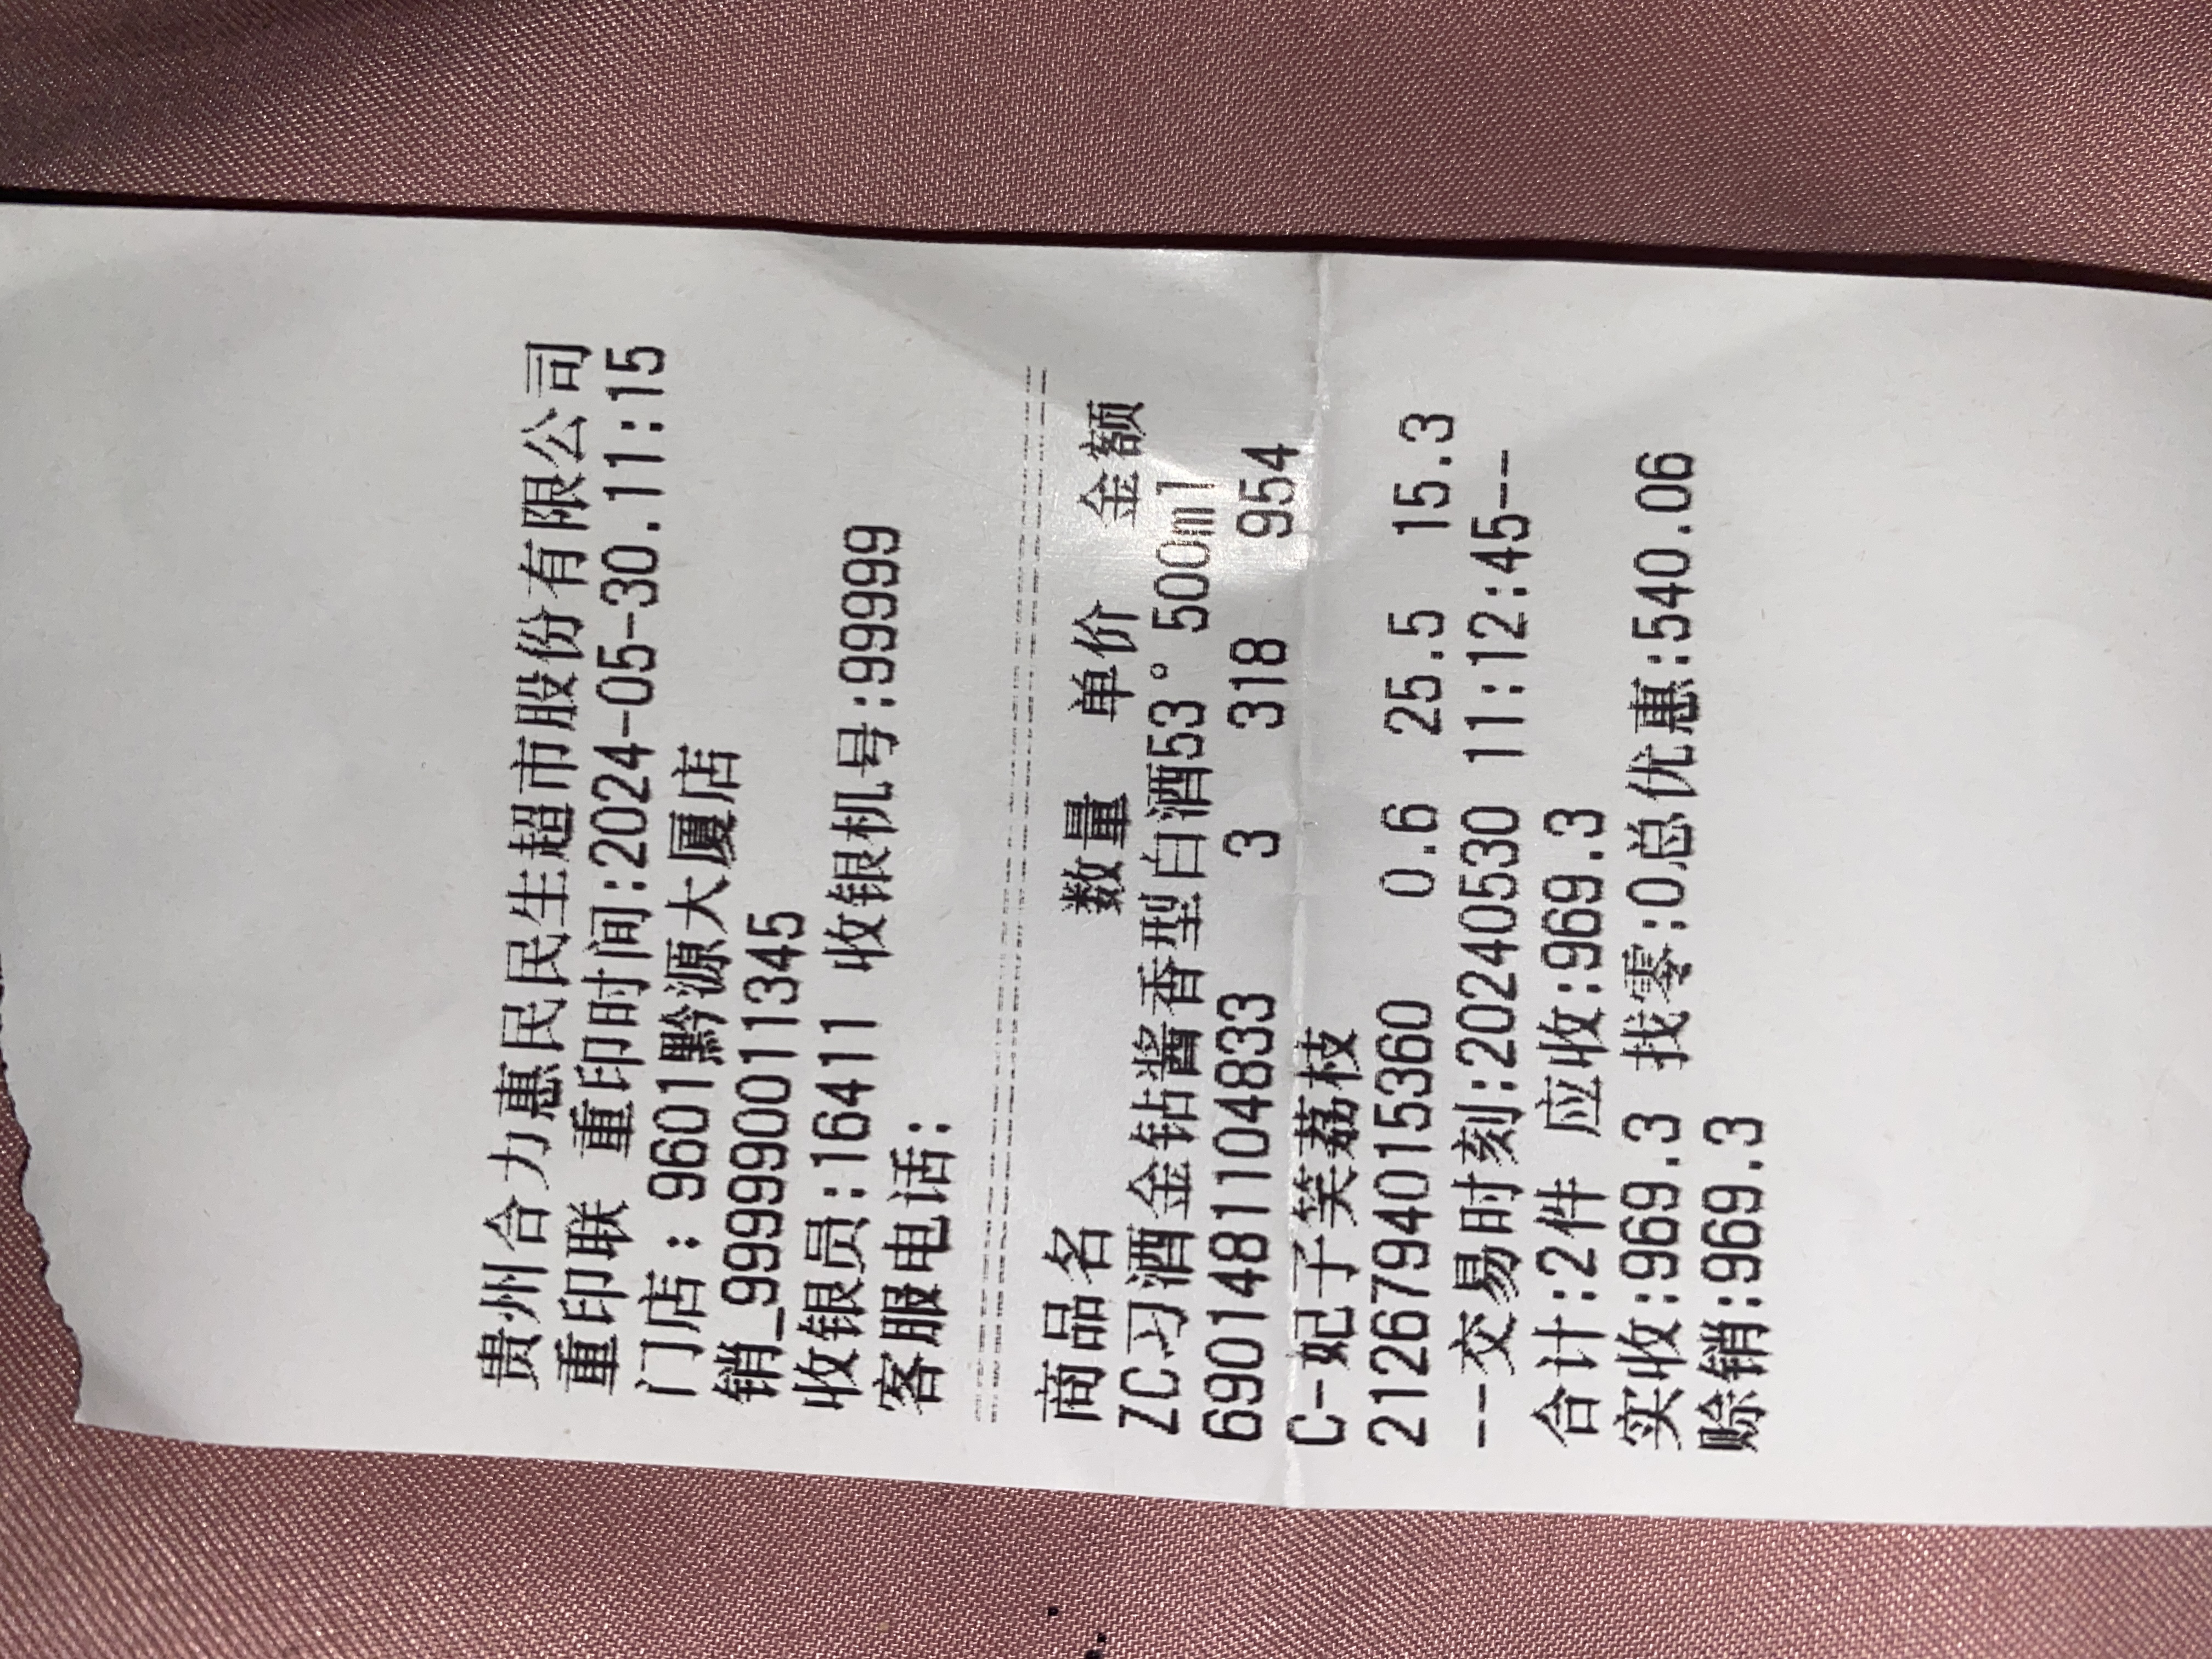 贵州合力惠民民生超市股份有限公司
重印联 重印时间:2024-05-30.11:15
门店: 9601黔源大厦店
销_99999001 1345
收银员:16411 收银机号:99999
客服电话:
商品名 数量 单价 金额
ZC习酒金钻酱香型白酒53°500ml
6901481104833 3 318 954
C-妃子笑荔枝
2126794015360 0.6 25.5 15.3
--交易时刻:20240530 11:12:45--
合计:2件 应收:969.3
实收:969.3 找零:0总优惠:540.06
赊销:969.3